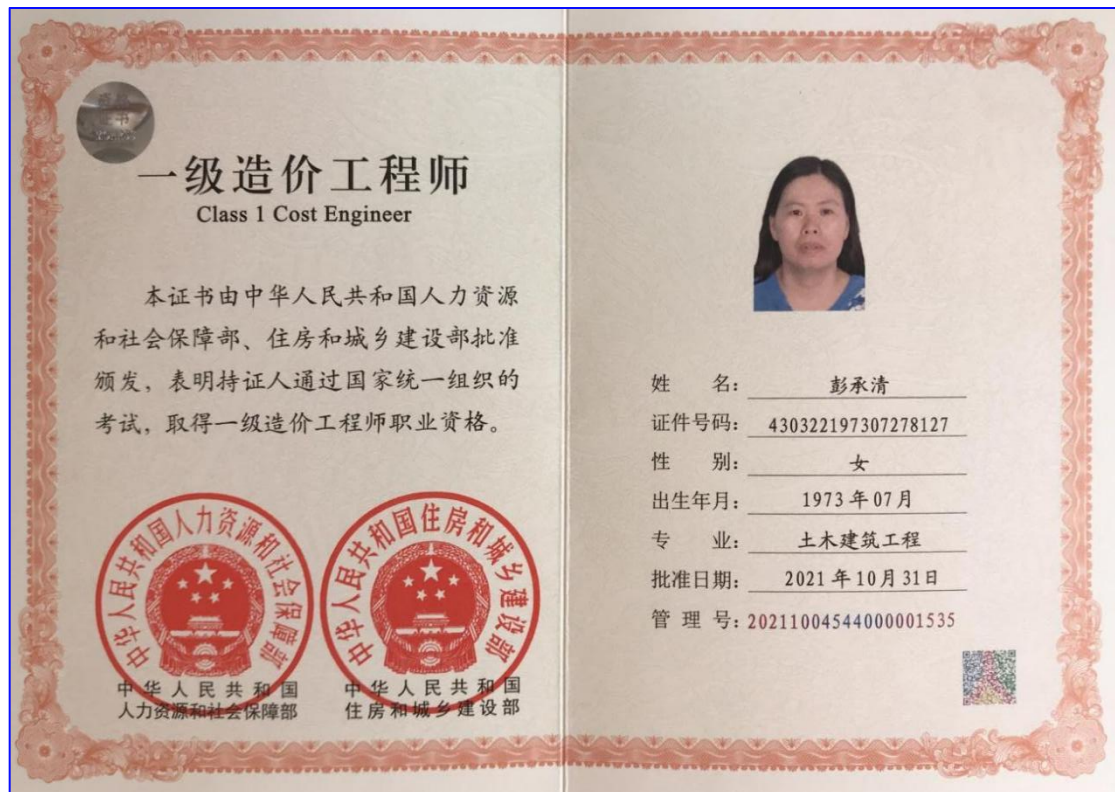 一级造价工程师
Class 1 Cost Engineer
本证书由中华人民共和国人力资源
和社会保障部、住房和城乡建设部批准
颁发，表明持证人通过国家统一组织的
考试，取得一级造价工程师职业资格。
中华人民共和国人力资源和社会保障部
中华人民共和国住房和城乡建设部
中华人民共和国
人力资源和社会保障部
中华人民共和国
住房和城乡建设部
姓 名： 彭承清
证件号码： 430322197307278127
性 别： 女
出生年月： 1973年07月
专 业： 土木建筑工程
批准日期： 2021年10月31日
管 理 号：20211004544000001535